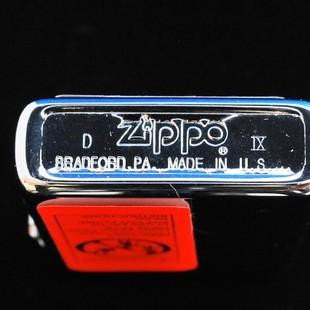 D Zippo® IX
BRADFORD, PA. MADE IN U.S.